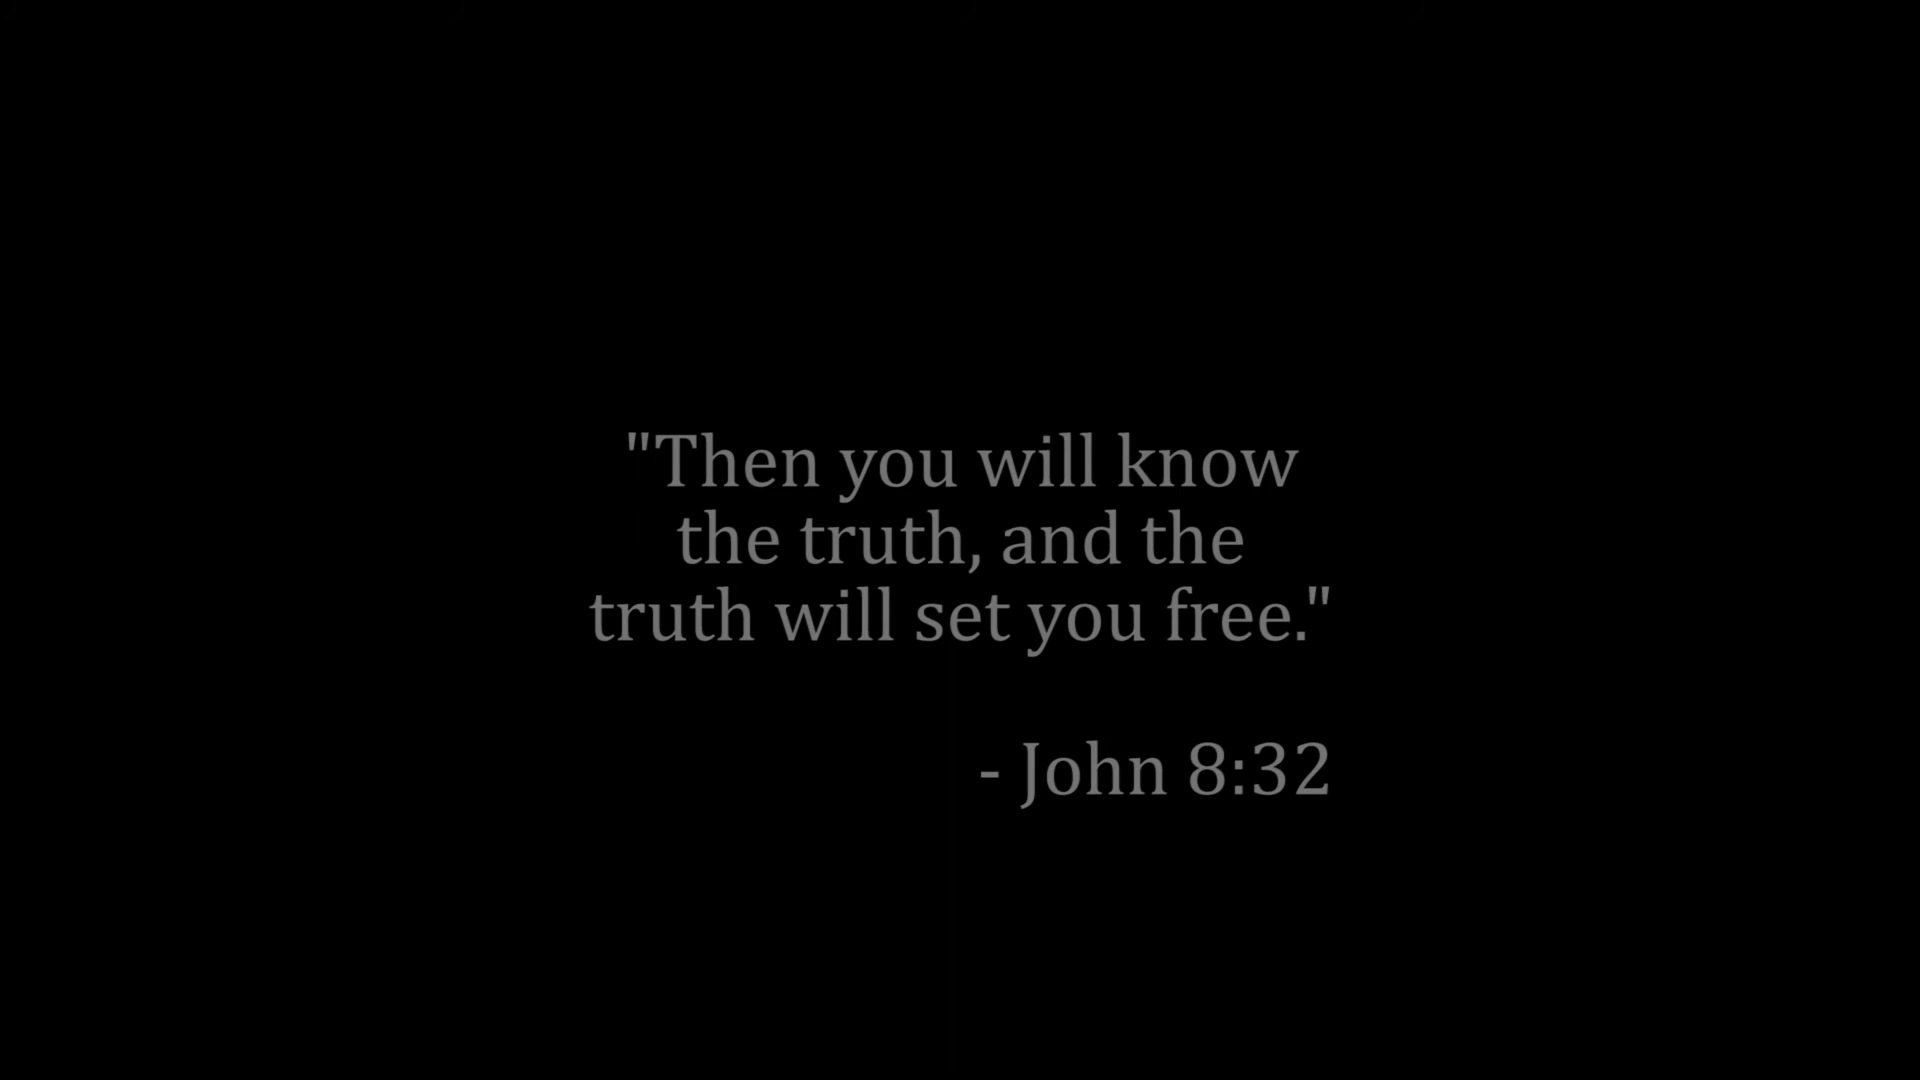 "Then you will know
the truth, and the
truth will set you free."
- John 8:32